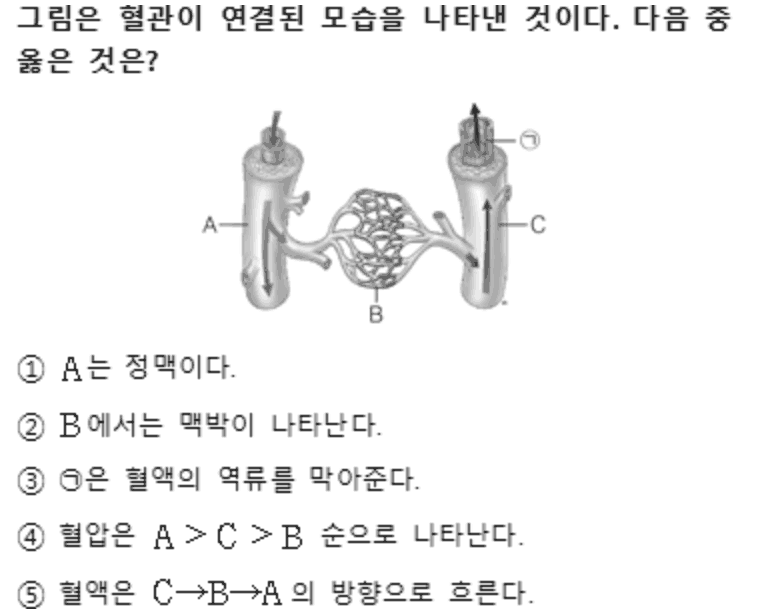 그림은 혈관이 연결된 모습을 나타낸 것이다. 다음 중
옳은 것은?
㉠
A
C
B
① A는 정맥이다.
② B에서는 맥박이 나타난다.
③ ㉠은 혈액의 역류를 막아준다.
④ 혈압은 A > C > B 순으로 나타난다.
⑤ 혈액은 C→B→A 의 방향으로 흐른다.